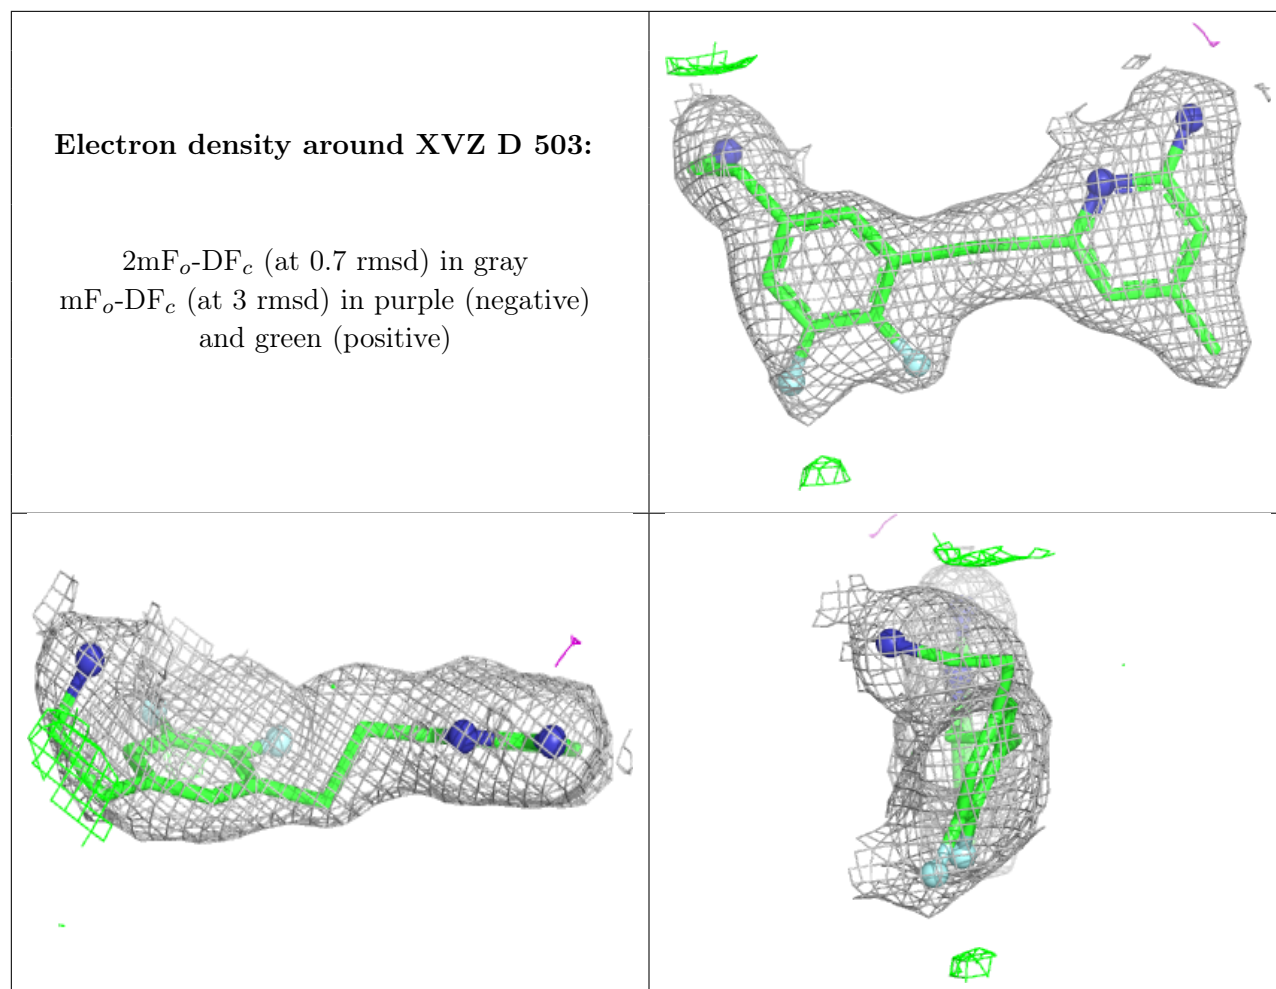 Electron density around XVZ D 503:
2mFo-DFc (at 0.7 rmsd) in gray
mFo-DFc (at 3 rmsd) in purple (negative)
and green (positive)